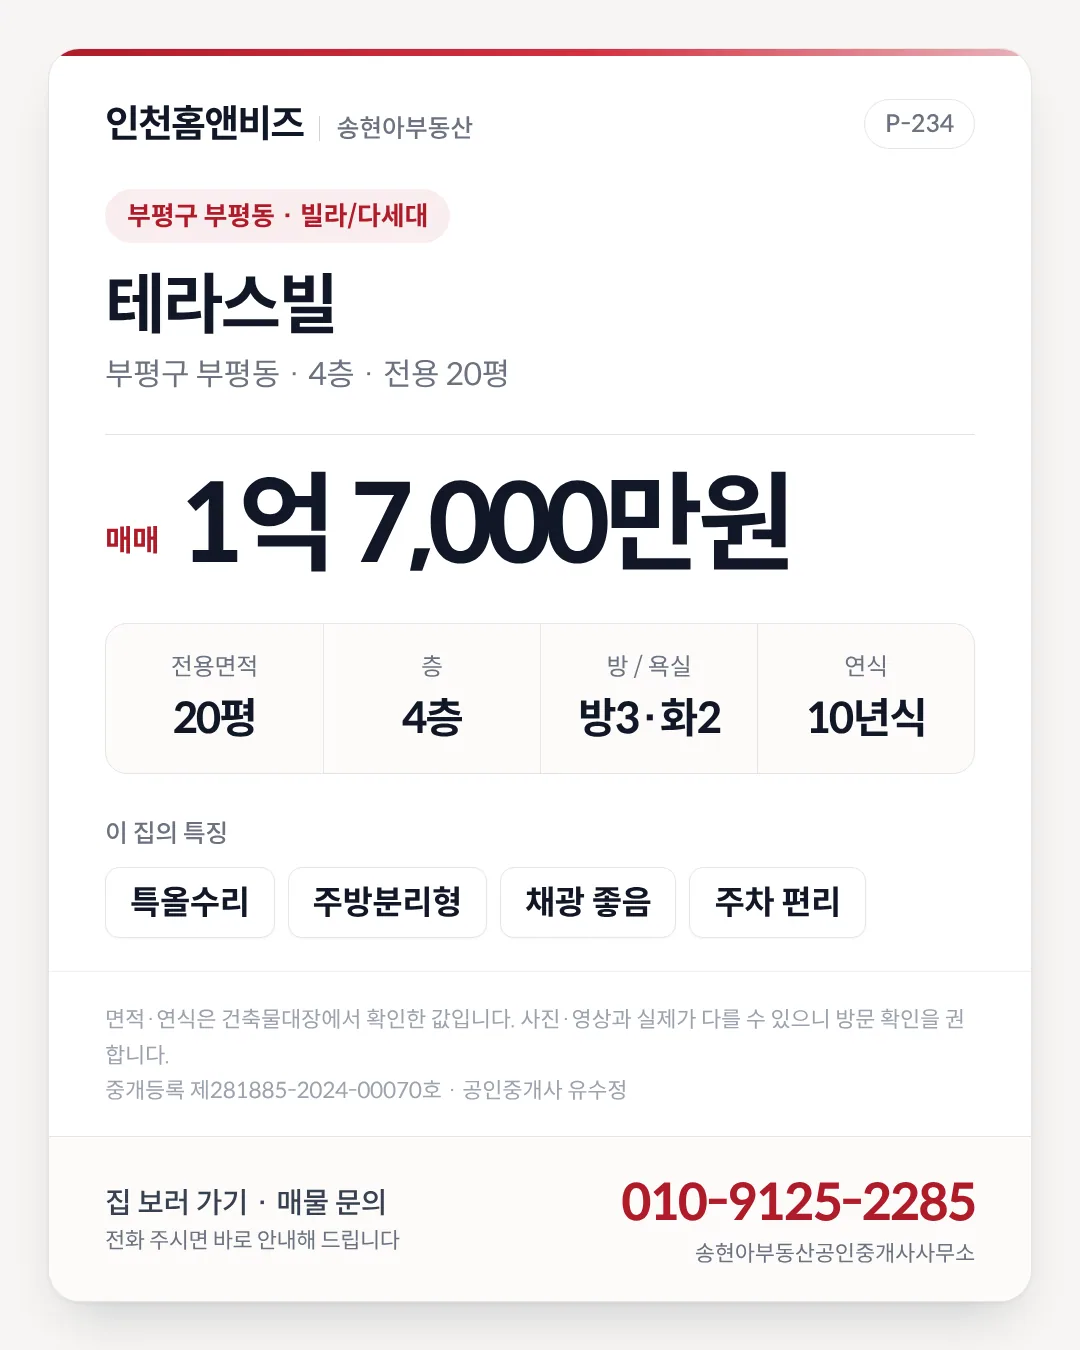 인천홈앤비즈 | 송현아부동산
P-234
부평구 부평동 · 빌라/다세대
테라스빌
부평구 부평동 · 4층 · 전용 20평
매매 1억 7,000만원
전용면적 층 방 / 욕실 연식
20평 4층 방3·화2 10년식
이 집의 특징
특올수리 주방분리형 채광 좋음 주차 편리
면적·연식은 건축물대장에서 확인한 값입니다. 사진·영상과 실제가 다를 수 있으니 방문 확인을 권
합니다.
중개등록 제281885-2024-00070호 · 공인중개사 유수정
집 보러 가기 · 매물 문의
전화 주시면 바로 안내해 드립니다
010-9125-2285
송현아부동산공인중개사사무소